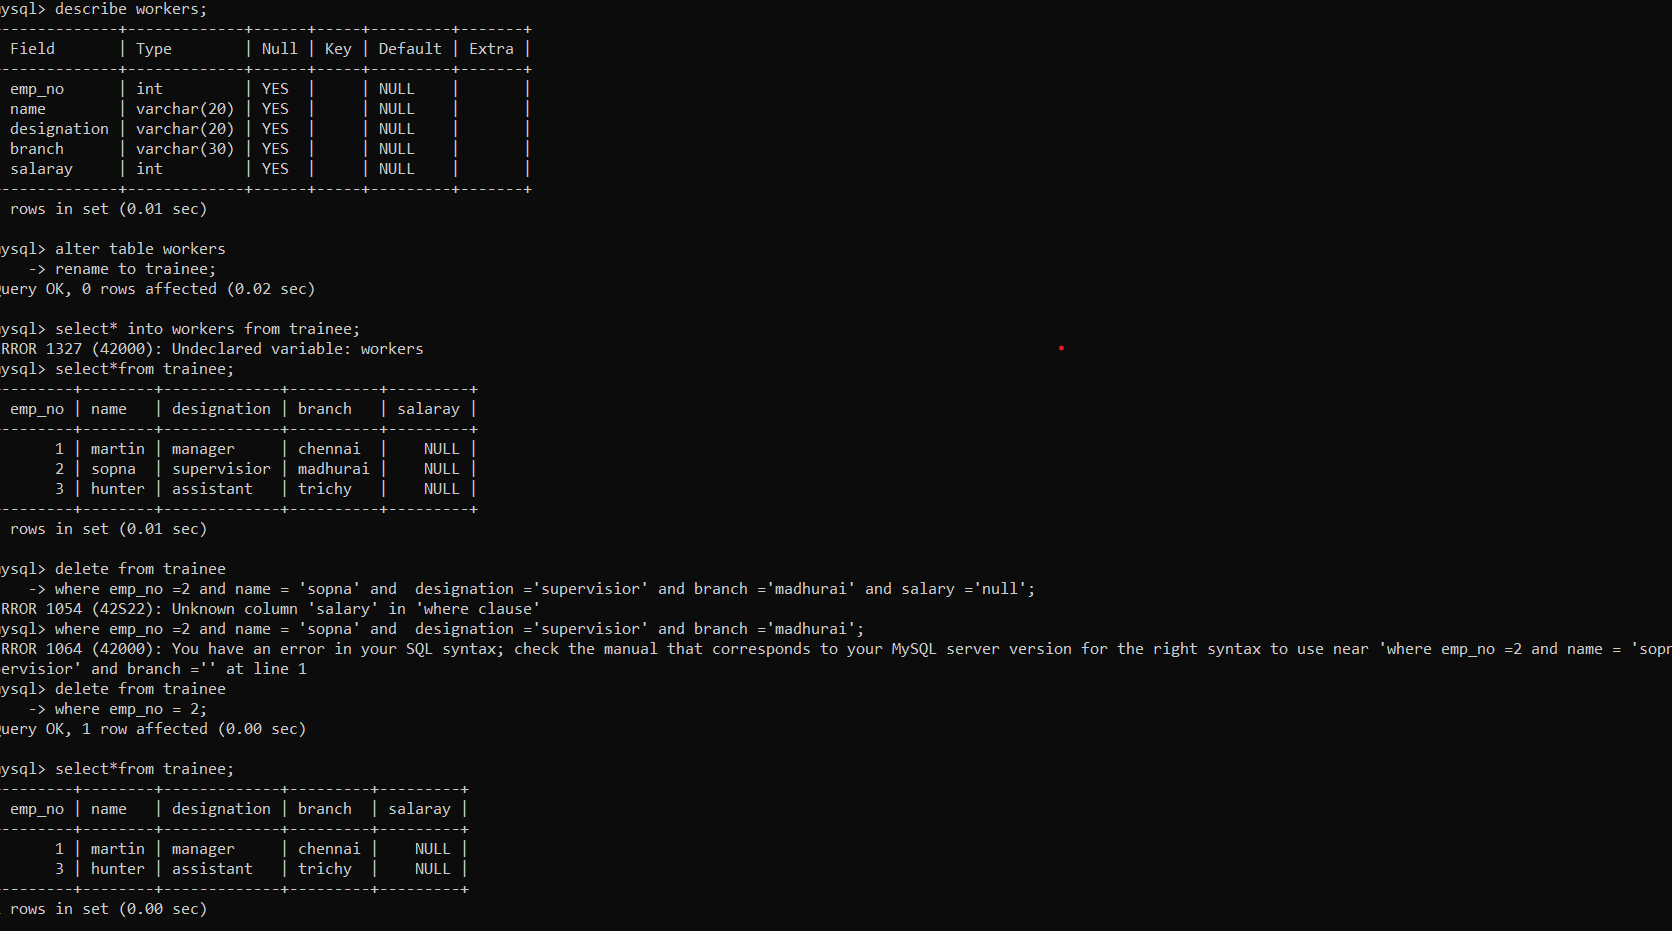 ysql> describe workers;
-------------+-------------+------+-----+---------+-------+
Field       | Type        | Null | Key | Default | Extra |
-------------+-------------+------+-----+---------+-------+
emp_no      | int         | YES  |     | NULL    |       |
name        | varchar(20) | YES  |     | NULL    |       |
designation | varchar(20) | YES  |     | NULL    |       |
branch      | varchar(30) | YES  |     | NULL    |       |
salaray     | int         | YES  |     | NULL    |       |
-------------+-------------+------+-----+---------+-------+
rows in set (0.01 sec)
ysql> alter table workers
-> rename to trainee;
uery OK, 0 rows affected (0.02 sec)
ysql> select* into workers from trainee;
RROR 1327 (42000): Undeclared variable: workers
ysql> select*from trainee;
--------+--------+-------------+----------+---------+
emp_no | name   | designation | branch   | salaray |
--------+--------+-------------+----------+---------+
1 | martin | manager     | chennai  |    NULL |
2 | sopna  | supervisior | madhurai |    NULL |
3 | hunter | assistant   | trichy   |    NULL |
--------+--------+-------------+----------+---------+
rows in set (0.01 sec)
ysql> delete from trainee
-> where emp_no =2 and name = 'sopna' and  designation ='supervisior' and branch ='madhurai' and salary ='null';
RROR 1054 (42S22): Unknown column 'salary' in 'where clause'
ysql> where emp_no =2 and name = 'sopna' and  designation ='supervisior' and branch ='madhurai';
RROR 1064 (42000): You have an error in your SQL syntax; check the manual that corresponds to your MySQL server version for the right syntax to use near 'where emp_no =2 and name = 'sopn
ervisior' and branch ='' at line 1
ysql> delete from trainee
-> where emp_no = 2;
uery OK, 1 row affected (0.00 sec)
ysql> select*from trainee;
--------+--------+-------------+---------+---------+
emp_no | name   | designation | branch  | salaray |
--------+--------+-------------+---------+---------+
1 | martin | manager     | chennai |    NULL |
3 | hunter | assistant   | trichy  |    NULL |
--------+--------+-------------+---------+---------+
rows in set (0.00 sec)